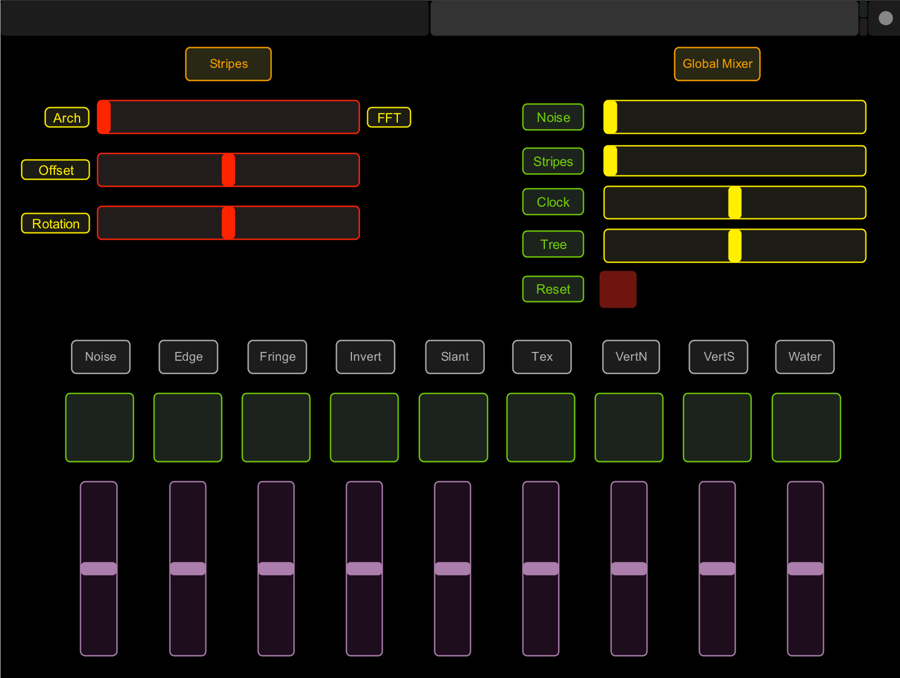 Stripes
Global Mixer
Arch
FFT
Offset
Rotation
Noise
Stripes
Clock
Tree
Reset
Noise Edge Fringe Invert Slant Tex VertN VertS Water